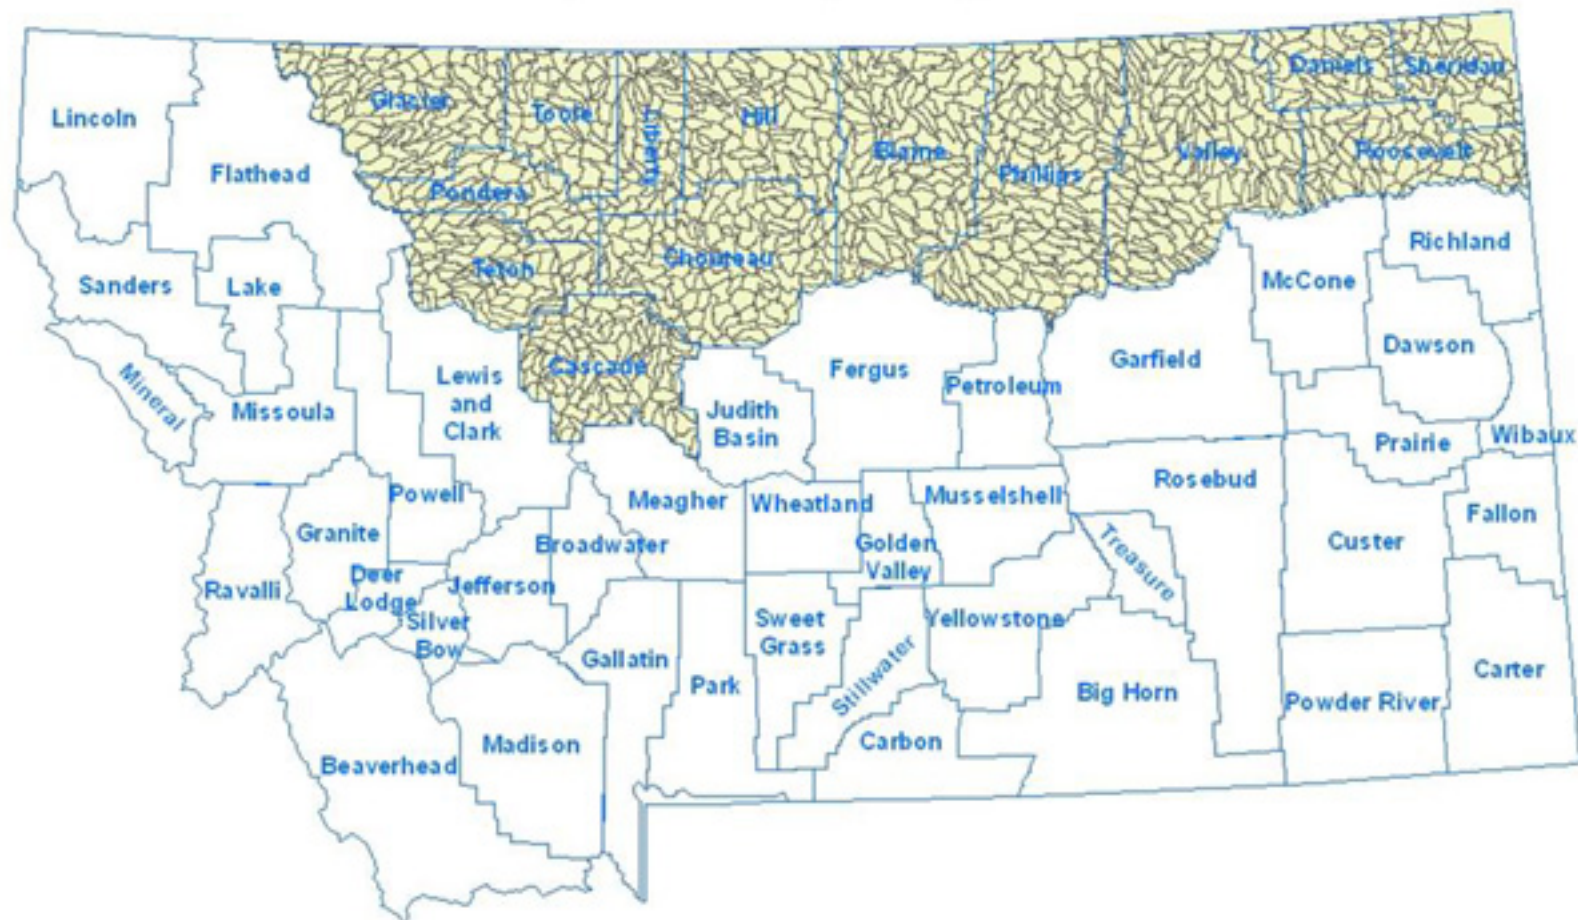 Lincoln
Flathead
Glacier
Toole
Liberty
Hill
Blaine
Phillips
Valley
Daniels
Sheridan
Roosevelt
Pondera
Teton
Chouteau
Cascade
Sanders
Lake
Mineral
Missoula
Lewis
and
Clark
Judith
Basin
Fergus
Petroleum
Garfield
McCone
Richland
Dawson
Prairie
Wibaux
Powell
Granite
Ravalli
Deer
Lodge
Silver
Bow
Jefferson
Broadwater
Meagher
Wheatland
Golden
Valley
Musselshell
Rosebud
Treasure
Custer
Fallon
Gallatin
Park
Sweet
Grass
Stillwater
Yellowstone
Big Horn
Powder River
Carter
Carbon
Madison
Beaverhead